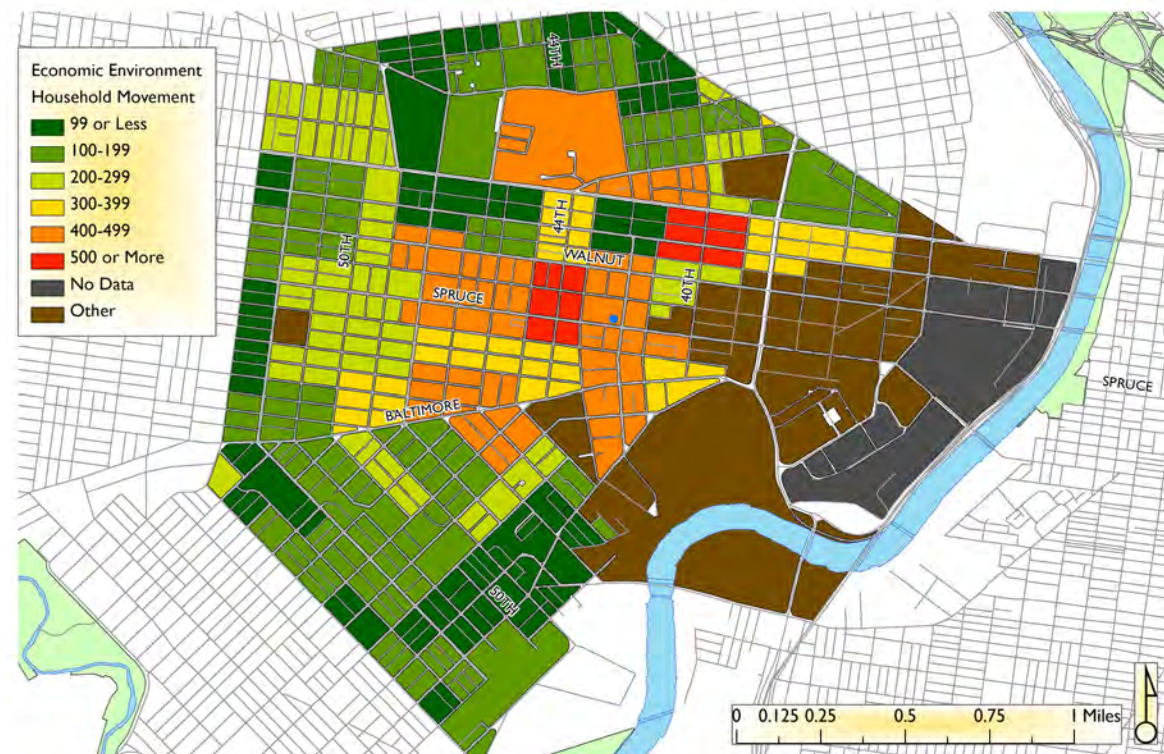 Economic Environment
Household Movement
99 or Less
100-199
200-299
300-399
400-499
500 or More
No Data
Other
44TH
44TH
50TH
WALNUT
SPRUCE
40TH
SPRUCE
BALTIMORE
50TH
0 0.125 0.25 0.5 0.75 1 Miles